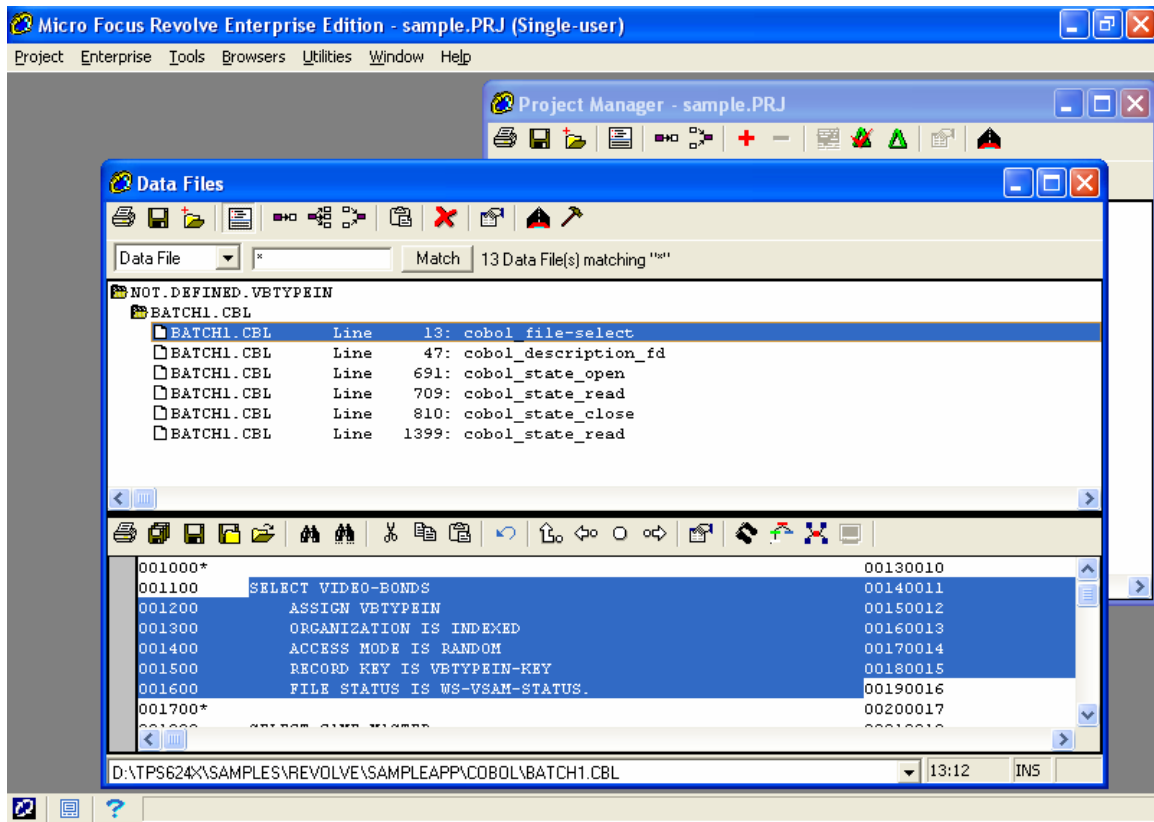 Micro Focus Revolve Enterprise Edition - sample.PRJ (Single-user)
Project Enterprise Tools Browsers Utilities Window Help
Project Manager - sample.PRJ
Data Files
Data File * Match 13 Data File(s) matching "*"
NOT.DEFINED.VBTYPEIN
BATCH1.CBL
BATCH1.CBL Line 13: cobol_file-select
BATCH1.CBL Line 47: cobol_description_fd
BATCH1.CBL Line 691: cobol_state_open
BATCH1.CBL Line 709: cobol_state_read
BATCH1.CBL Line 810: cobol_state_close
BATCH1.CBL Line 1399: cobol_state_read
001000* 00130010
001100 SELECT VIDEO-BONDS 00140011
001200 ASSIGN VBTYPEIN 00150012
001300 ORGANIZATION IS INDEXED 00160013
001400 ACCESS MODE IS RANDOM 00170014
001500 RECORD KEY IS VBTYPEIN-KEY 00180015
001600 FILE STATUS IS WS-VSAM-STATUS. 00190016
001700* 00200017
D:\TPS624X\SAMPLES\REVOLVE\SAMPLEAPP\COBOL\BATCH1.CBL 13:12 INS